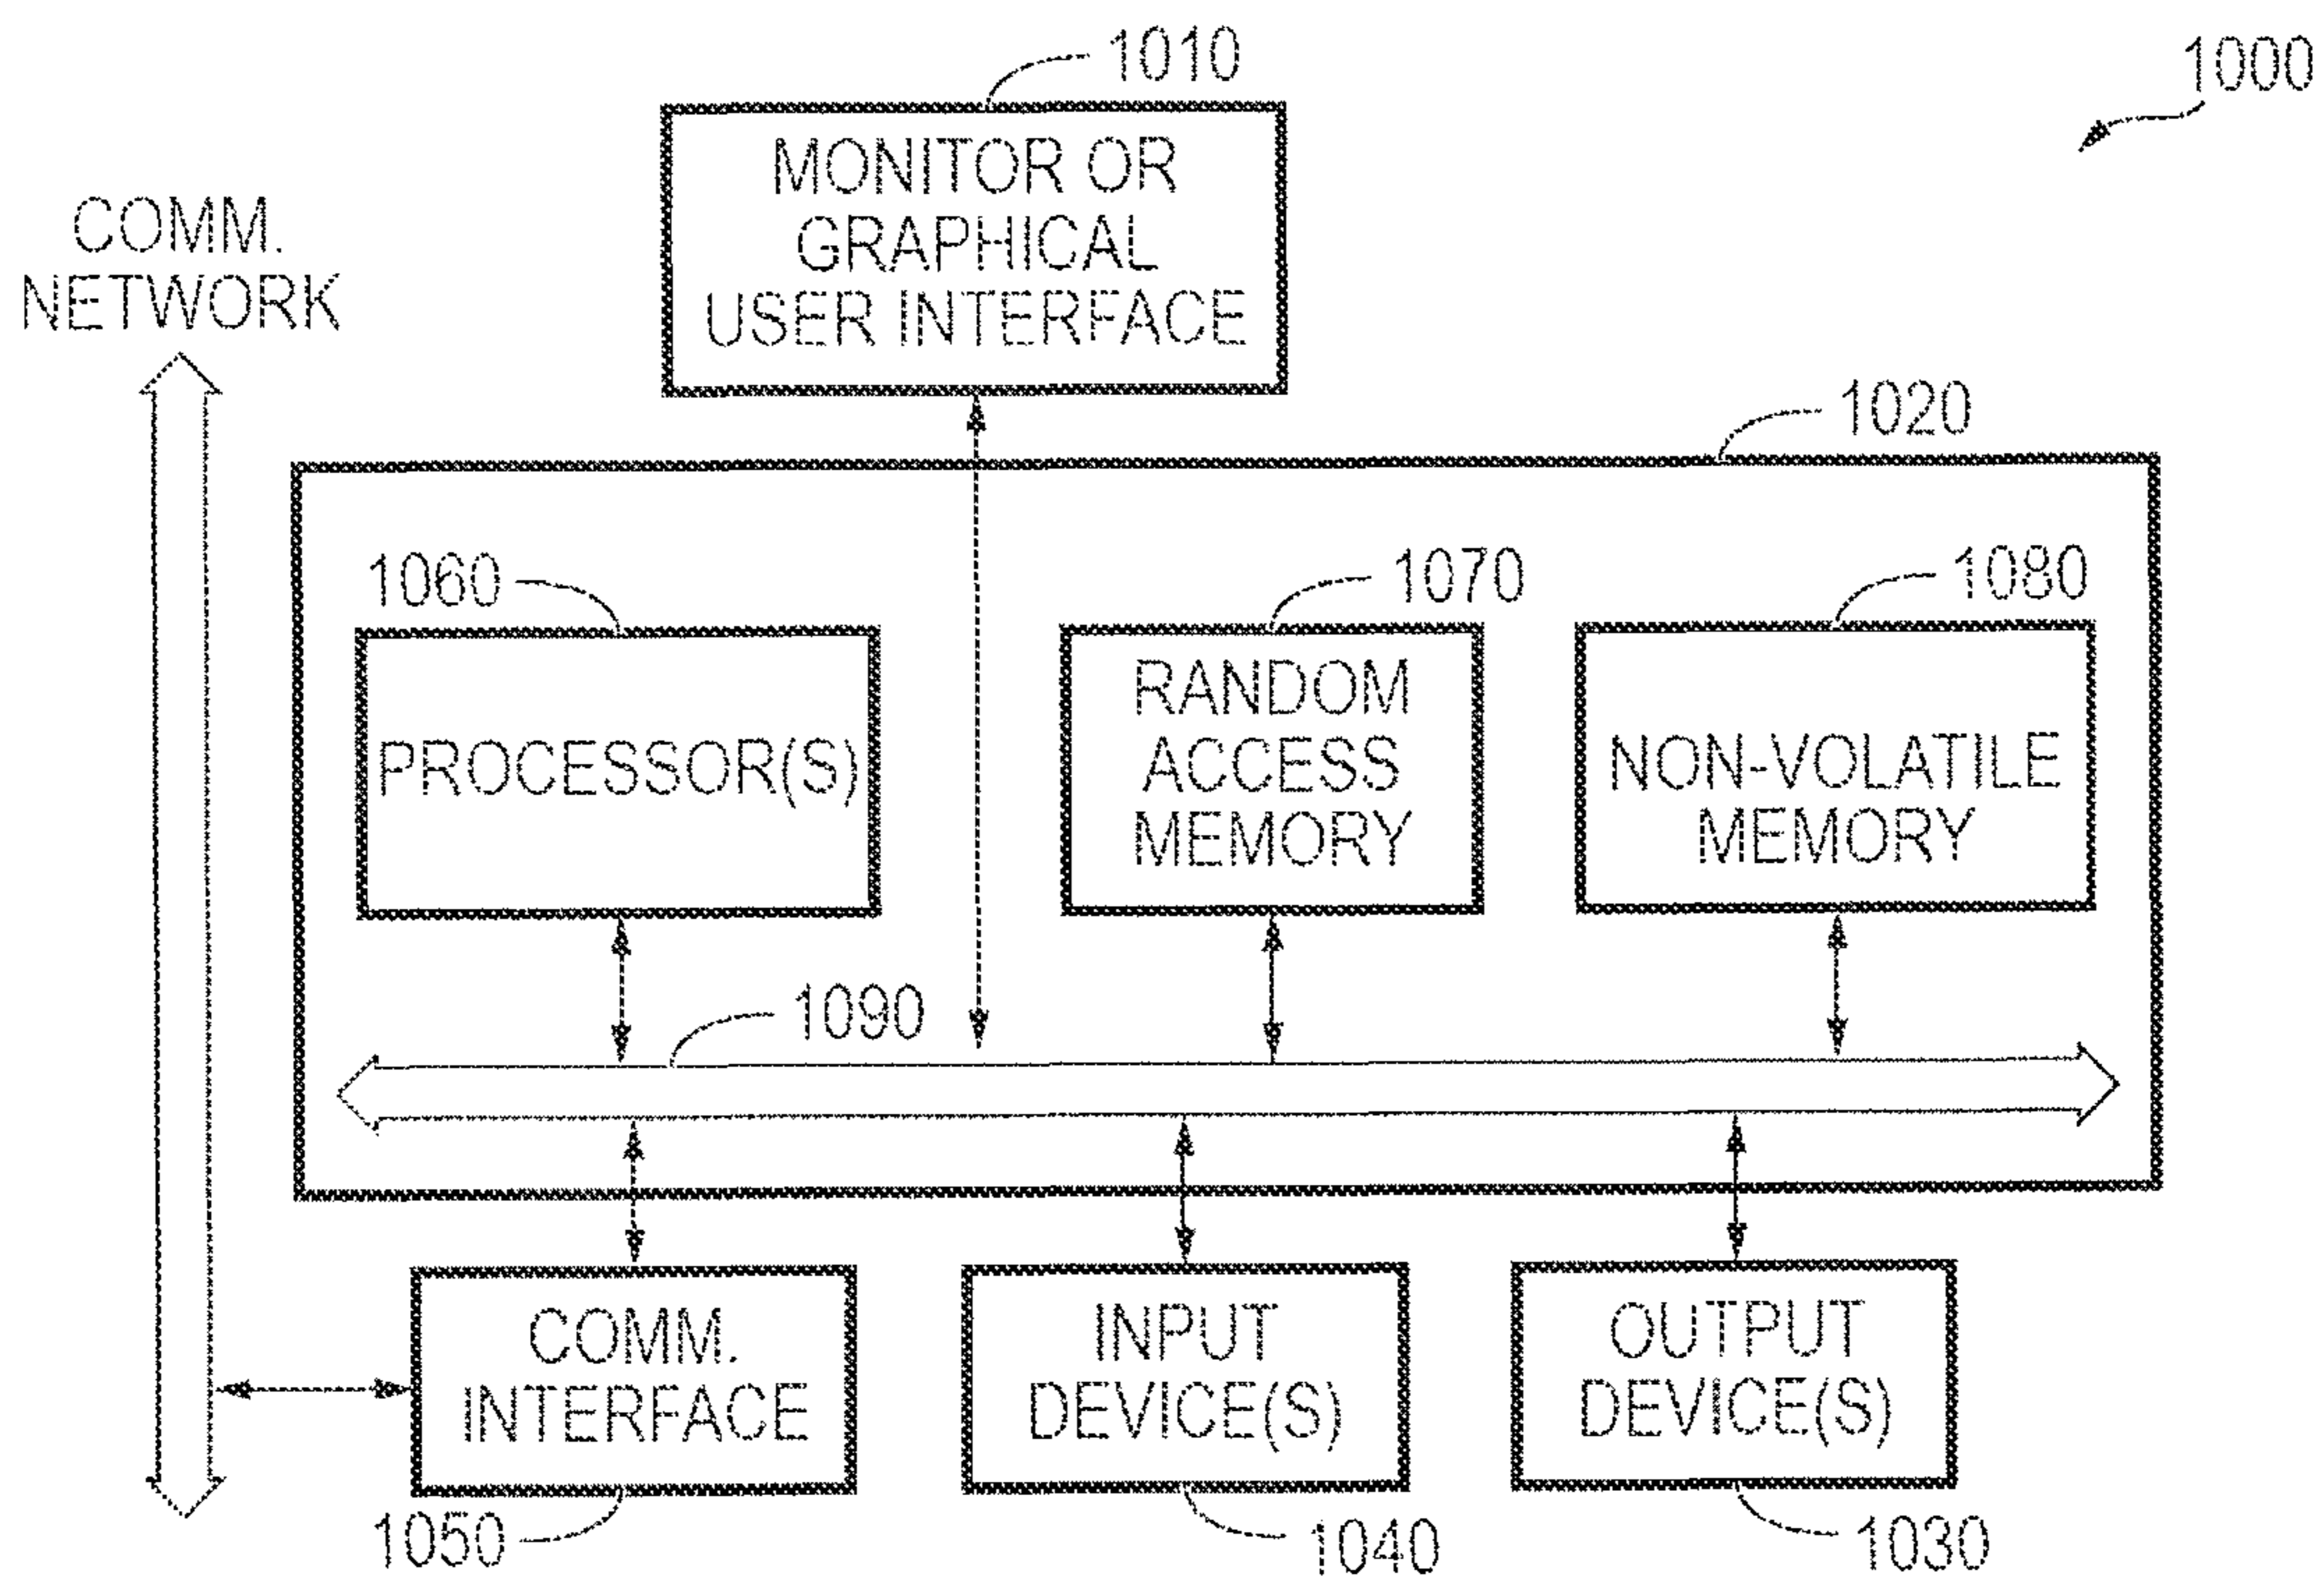 1010
1000
MONITOR OR
GRAPHICAL
USER INTERFACE
COMM.
NETWORK
1020
1060
1070
1080
PROCESSOR(S)
RANDOM
ACCESS
MEMORY
NON-VOLATILE
MEMORY
1090
COMM.
INTERFACE
INPUT
DEVICE(S)
OUTPUT
DEVICE(S)
1050
1040
1030